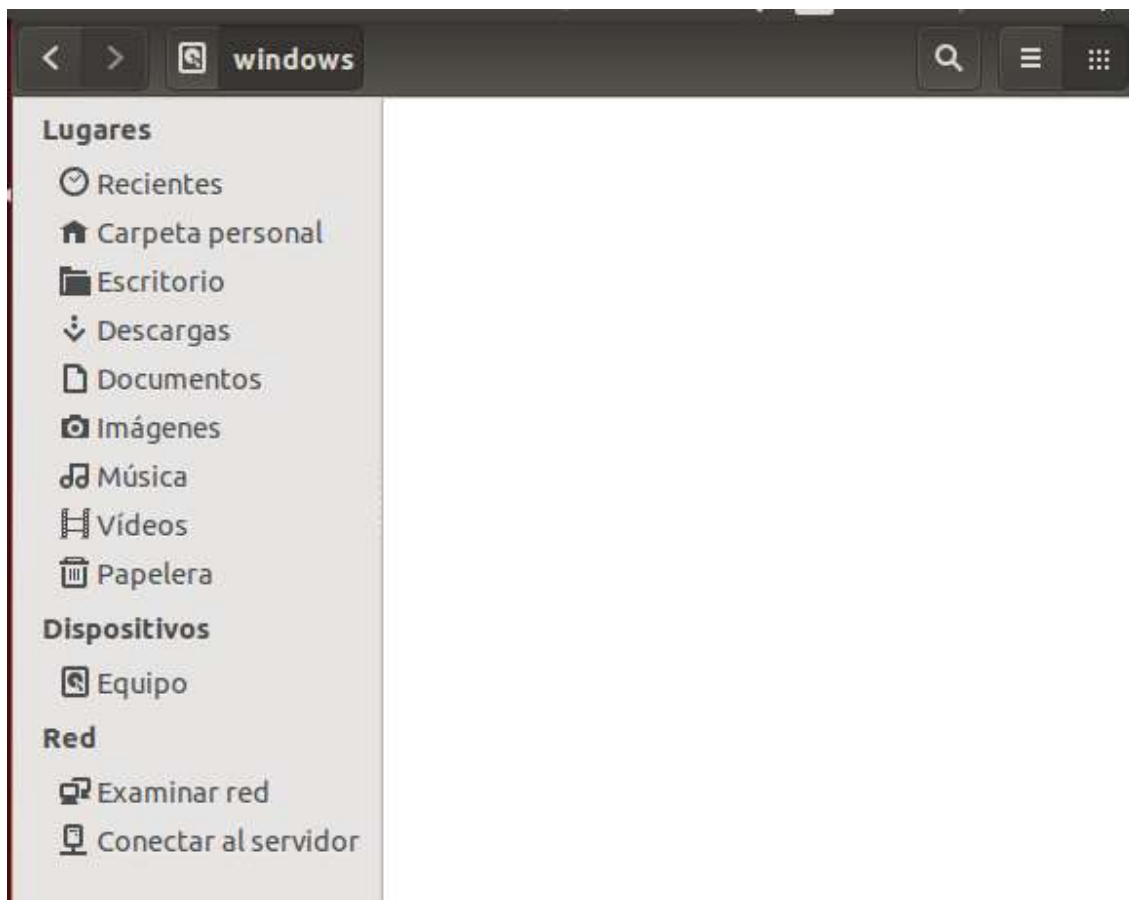 windows
Lugares
Recientes
Carpeta personal
Escritorio
Descargas
Documentos
Imágenes
Música
Vídeos
Papelera
Dispositivos
Equipo
Red
Examinar red
Conectar al servidor